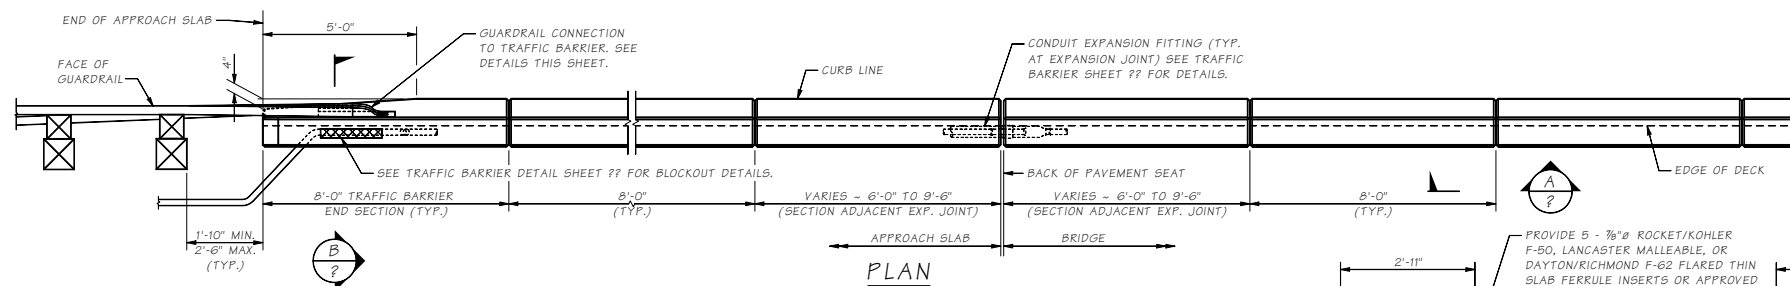 END OF APPROACH SLAB
5'-0"
GUARDRAIL CONNECTION
TO TRAFFIC BARRIER. SEE
DETAILS THIS SHEET.
4"
FACE OF
GUARDRAIL
CURB LINE
CONDUIT EXPANSION FITTING (TYP.
AT EXPANSION JOINT) SEE TRAFFIC
BARRIER SHEET ?? FOR DETAILS.
SEE TRAFFIC BARRIER DETAIL SHEET ?? FOR BLOCKOUT DETAILS.
BACK OF PAVEMENT SEAT
EDGE OF DECK
8'-0" TRAFFIC BARRIER
END SECTION (TYP.)
8'-0"
(TYP.)
VARIES ~ 6'-0" TO 9'-6"
(SECTION ADJACENT EXP. JOINT)
VARIES ~ 6'-0" TO 9'-6"
(SECTION ADJACENT EXP. JOINT)
8'-0"
(TYP.)
A
?
1'-10" MIN.
2'-6" MAX.
(TYP.)
B
?
APPROACH SLAB
BRIDGE
PLAN
2'-11"
PROVIDE 5 - ⅞"ø ROCKET/KOHLER
F-50, LANCASTER MALLEABLE, OR
DAYTON/RICHMOND F-62 FLARED THIN
SLAB FERRULE INSERTS OR APPROVED